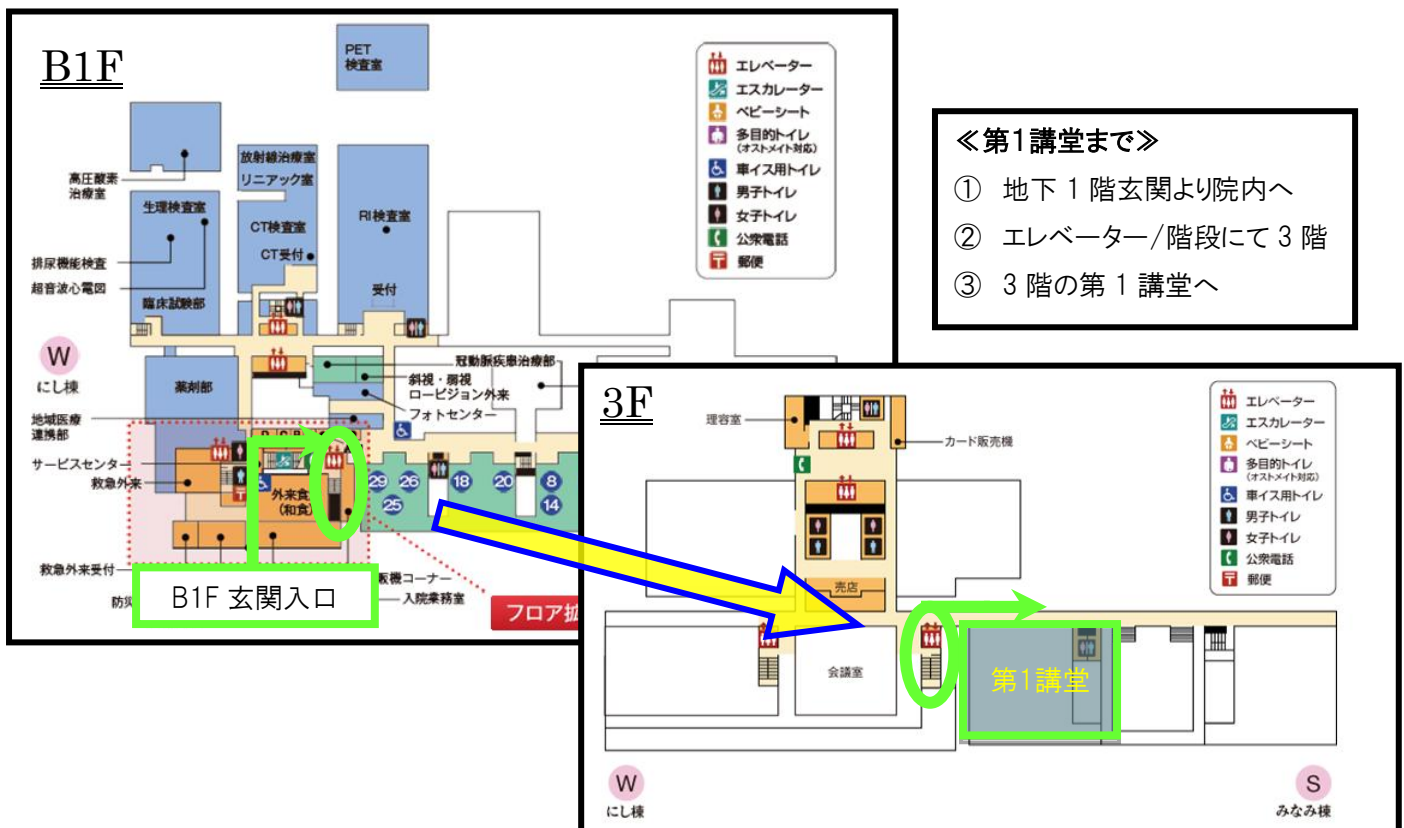 B1F
PET
検査室
エレベーター
エスカレーター
ベビーシート
多目的トイレ
(オストメイト対応)
車イス用トイレ
男子トイレ
女子トイレ
公衆電話
郵便
高圧酸素
治療室
放射線治療室
リニアック室
生理検査室
CT検査室
CT受付
RI検査室
排尿機能検査
超音波心電図
臨床試験部
受付
W
にし棟
薬剤部
冠動脈疾患治療部
斜視・弱視
ロービジョン外来
フォトセンター
地域医療
連携部
サービスセンター
救急外来
外来食
(和食)
29
26
25
18
20
8
14
救急外来受付
B1F 玄関入口
販機コーナー
入院業務室
防災
フロア拡
≪第1講堂まで≫
① 地下 1 階玄関より院内へ
② エレベーター/階段にて 3 階
③ 3 階の第 1 講堂へ
3F
理容室
カード販売機
エレベーター
エスカレーター
ベビーシート
多目的トイレ
(オストメイト対応)
車イス用トイレ
男子トイレ
女子トイレ
公衆電話
郵便
売店
会議室
第1講堂
W
にし棟
S
みなみ棟